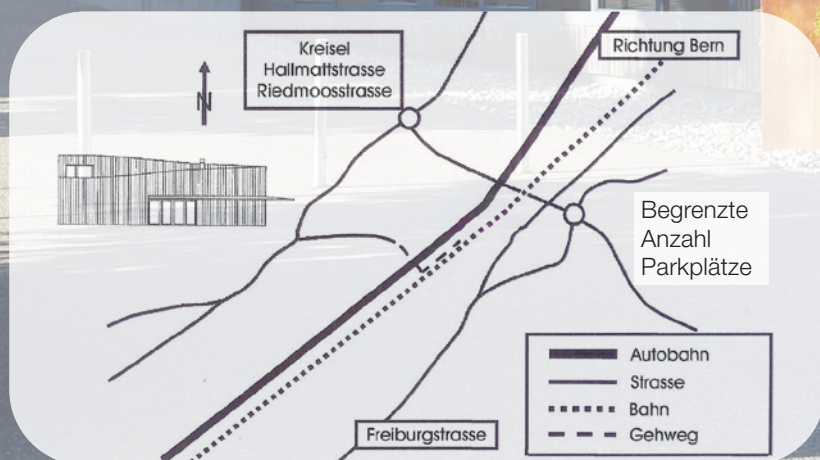 Kreisel
Hallmattstrasse
Riedmoosstrasse
Richtung Bern
N
Begrenzte
Anzahl
Parkplätze
Autobahn
Strasse
Bahn
Gehweg
Freiburgstrasse